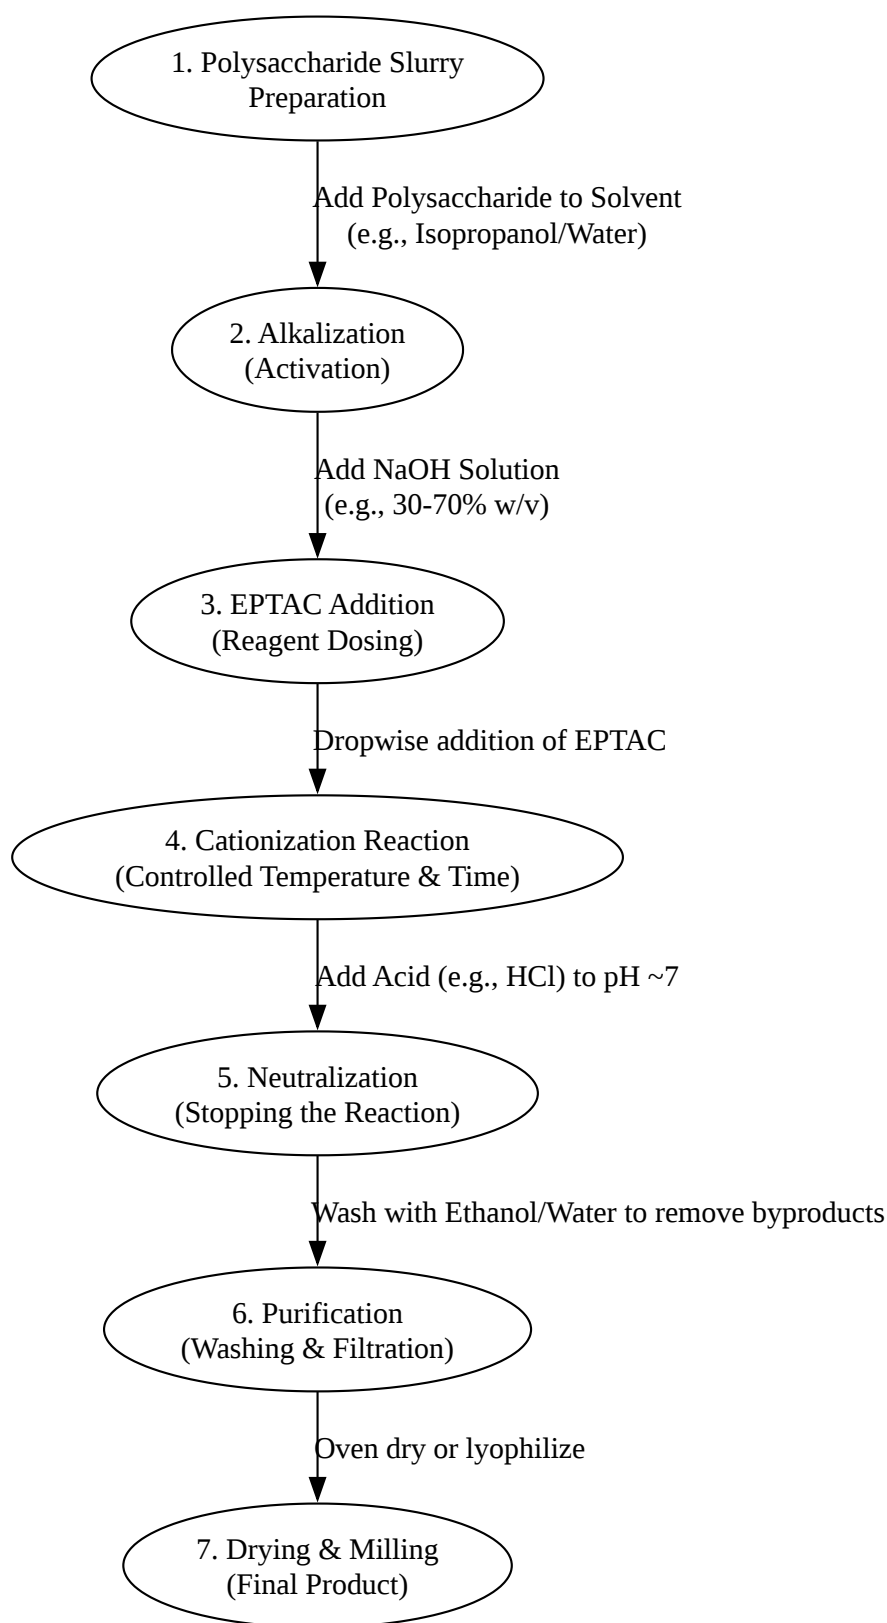 1. Polysaccharide Slurry
Preparation
Add Polysaccharide to Solvent
(e.g., Isopropanol/Water)
2. Alkalization
(Activation)
Add NaOH Solution
(e.g., 30-70% w/v)
3. EPTAC Addition
(Reagent Dosing)
Dropwise addition of EPTAC
4. Cationization Reaction
(Controlled Temperature & Time)
Add Acid (e.g., HCl) to pH ~7
5. Neutralization
(Stopping the Reaction)
Wash with Ethanol/Water to remove byproducts
6. Purification
(Washing & Filtration)
Oven dry or lyophilize
7. Drying & Milling
(Final Product)